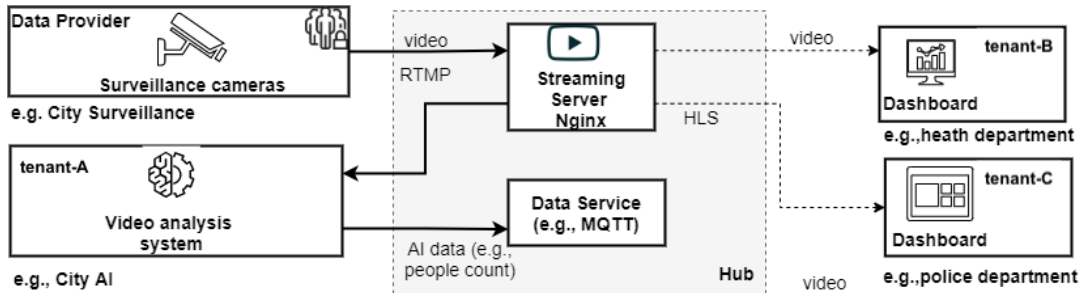 Data Provider
Surveillance cameras
e.g. City Surveillance
video
RTMP
Streaming
Server
Nginx
video
HLS
tenant-B
Dashboard
e.g.,heath department
tenant-A
Video analysis
system
e.g., City AI
Data Service
(e.g., MQTT)
AI data (e.g.,
people count)
Hub
tenant-C
Dashboard
e.g.,police department
video